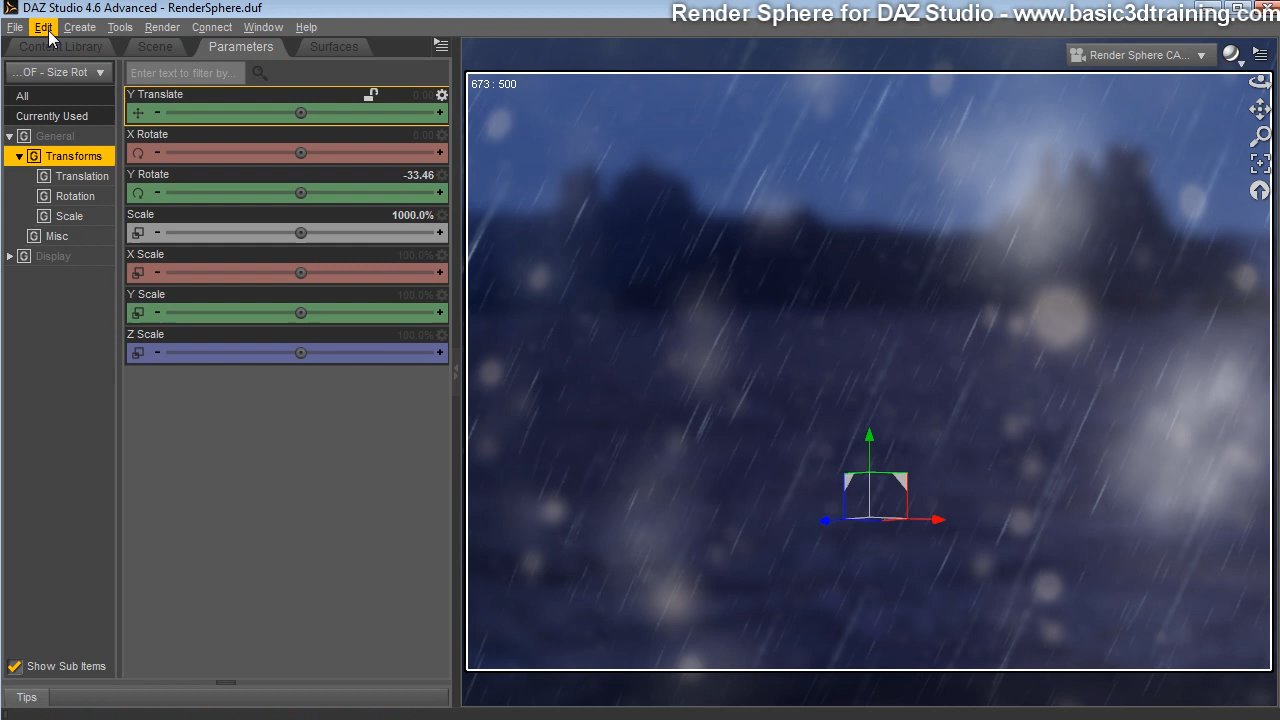 DAZ Studio 4.6 Advanced - RenderSphere.duf
Render Sphere for DAZ Studio - www.basic3dtraining.com
File Edit Create Tools Render Connect Window Help
Content Library Scene Parameters Surfaces
...OF - Size Rot
Enter text to filter by...
Render Sphere CA...
All
Currently Used
General
Transforms
Translation
Rotation
Scale
Misc
Display
Y Translate 0.00
X Rotate 0.00
Y Rotate -33.46
Scale 1000.0%
X Scale 100.0%
Y Scale 100.0%
Z Scale 100.0%
673 : 500
Show Sub Items
Tips